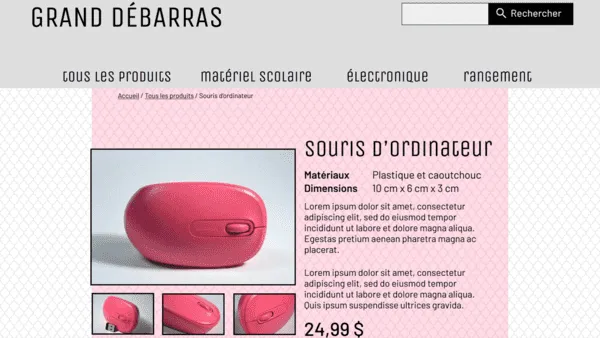 GRAND DÉBARRAS
Rechercher
tous les produits matériel scolaire électronique rangement
Accueil / Tous les produits / Souris d'ordinateur
souris d'ordinateur
Matériaux Plastique et caoutchouc
Dimensions 10 cm x 6 cm x 3 cm
Lorem ipsum dolor sit amet, consectetur
adipiscing elit, sed do eiusmod tempor
incididunt ut labore et dolore magna aliqua.
Egestas pretium aenean pharetra magna ac
placerat.
Lorem ipsum dolor sit amet, consectetur
adipiscing elit, sed do eiusmod tempor
incididunt ut labore et dolore magna aliqua.
Quis ipsum suspendisse ultrices gravida.
24,99 $